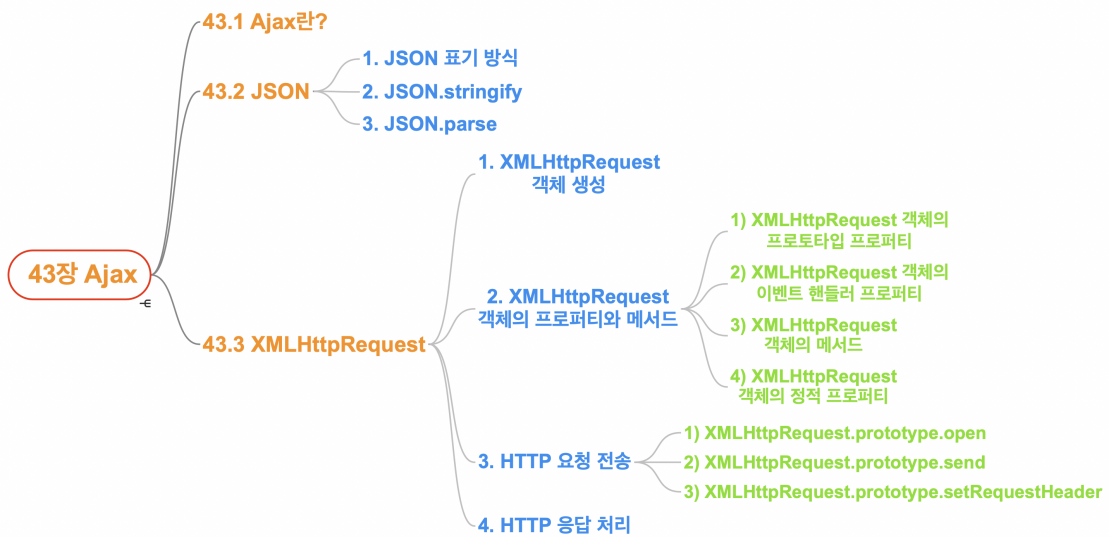 43장 Ajax
43.1 Ajax란?
43.2 JSON
1. JSON 표기 방식
2. JSON.stringify
3. JSON.parse
43.3 XMLHttpRequest
1. XMLHttpRequest
객체 생성
2. XMLHttpRequest
객체의 프로퍼티와 메서드
1) XMLHttpRequest 객체의
프로토타입 프로퍼티
2) XMLHttpRequest 객체의
이벤트 핸들러 프로퍼티
3) XMLHttpRequest
객체의 메서드
4) XMLHttpRequest
객체의 정적 프로퍼티
3. HTTP 요청 전송
1) XMLHttpRequest.prototype.open
2) XMLHttpRequest.prototype.send
3) XMLHttpRequest.prototype.setRequestHeader
4. HTTP 응답 처리